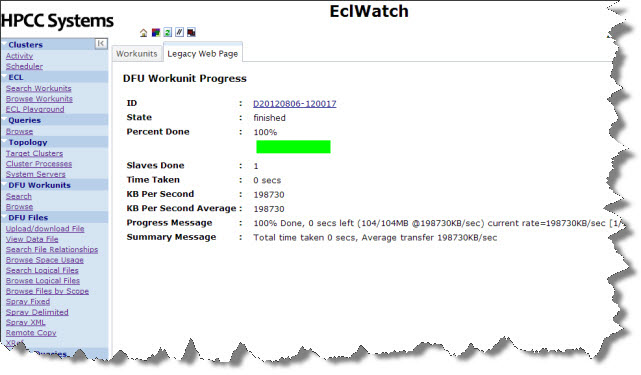 HPCC Systems
EclWatch
Clusters
Activity
Scheduler
ECL
Search Workunits
Browse Workunits
ECL Playground
Queries
Browse
Topology
Target Clusters
Cluster Processes
System Servers
DFU Workunits
Search
Browse
DFU Files
Upload/download File
View Data File
Search File Relationships
Browse Space Usage
Search Logical Files
Browse Logical Files
Browse Files by Scope
Spray Fixed
Spray Delimited
Spray XML
Remote Copy
Workunits
Legacy Web Page
DFU Workunit Progress
ID : D20120806-120017
State : finished
Percent Done : 100%
Slaves Done : 1
Time Taken : 0 secs
KB Per Second : 198730
KB Per Second Average : 198730
Progress Message : 100% Done, 0 secs left (104/104MB @198730KB/sec) current rate=198730KB/sec [1/
Summary Message : Total time taken 0 secs, Average transfer 198730KB/sec